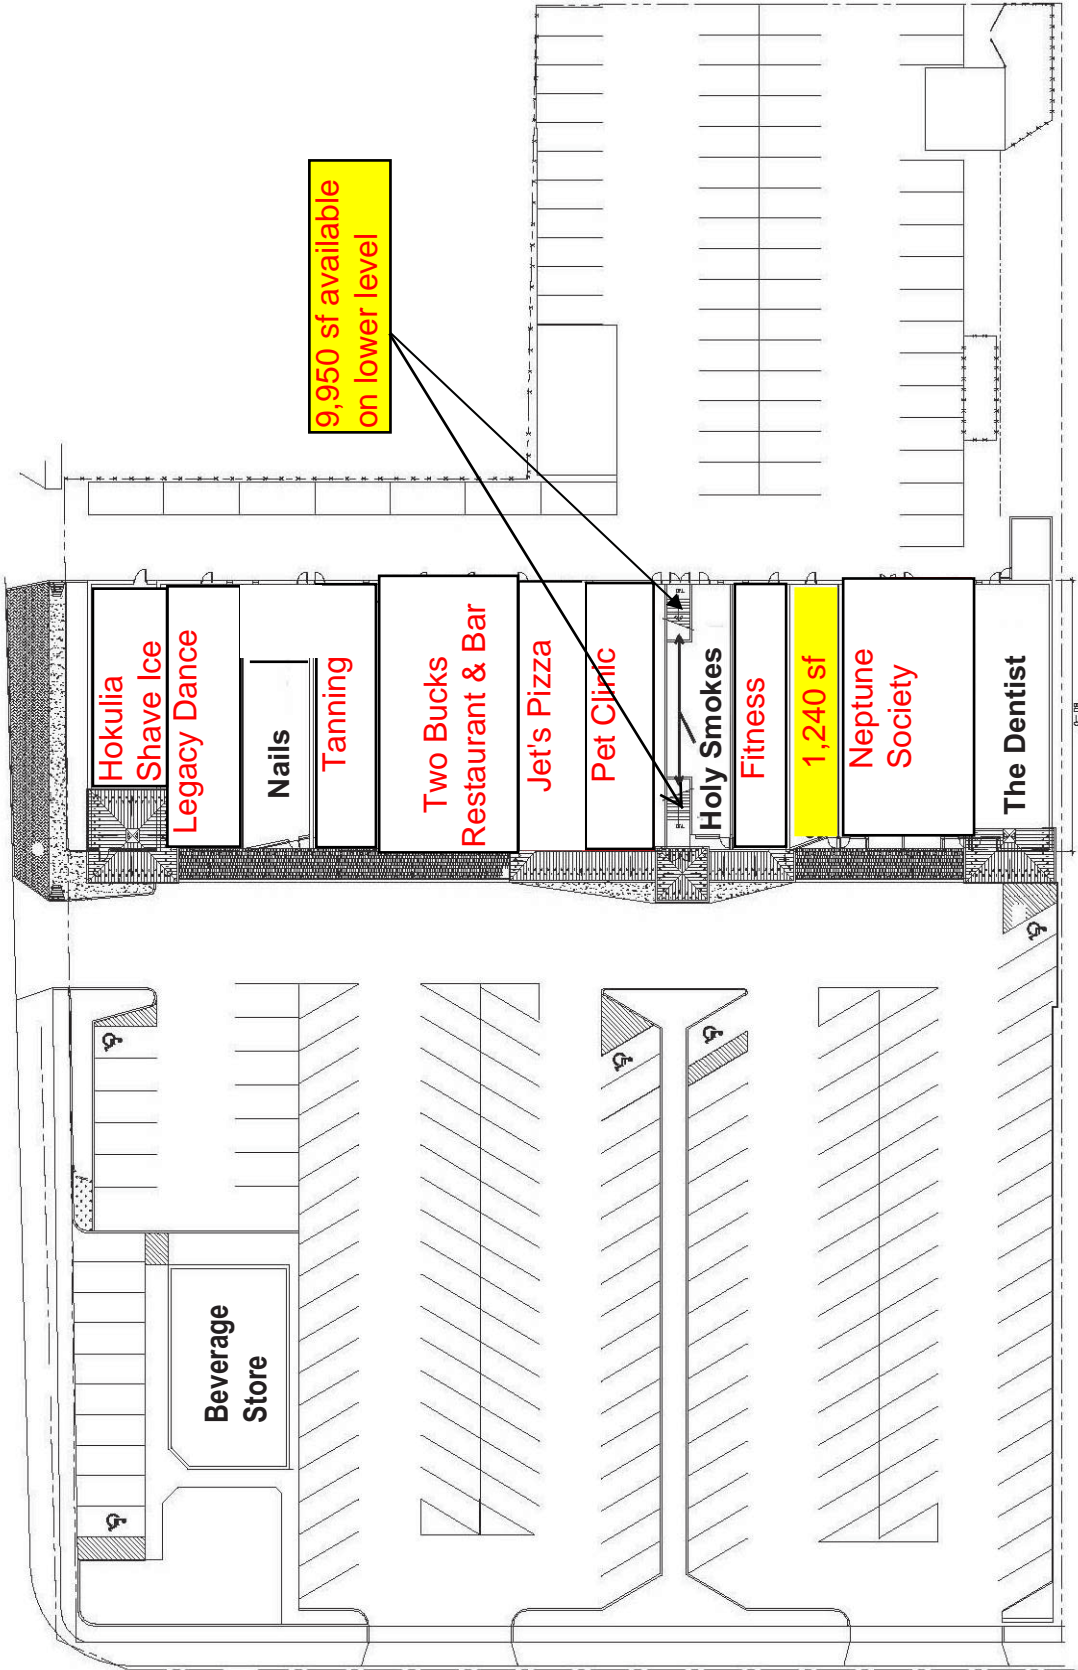 9,950 sf available
on lower level
Hokulia
Shave Ice
Legacy Dance
Nails
Tanning
Two Bucks
Restaurant & Bar
Jet's Pizza
Pet Clinic
Holy Smokes
Fitness
1,240 sf
Neptune
Society
The Dentist
Beverage
Store